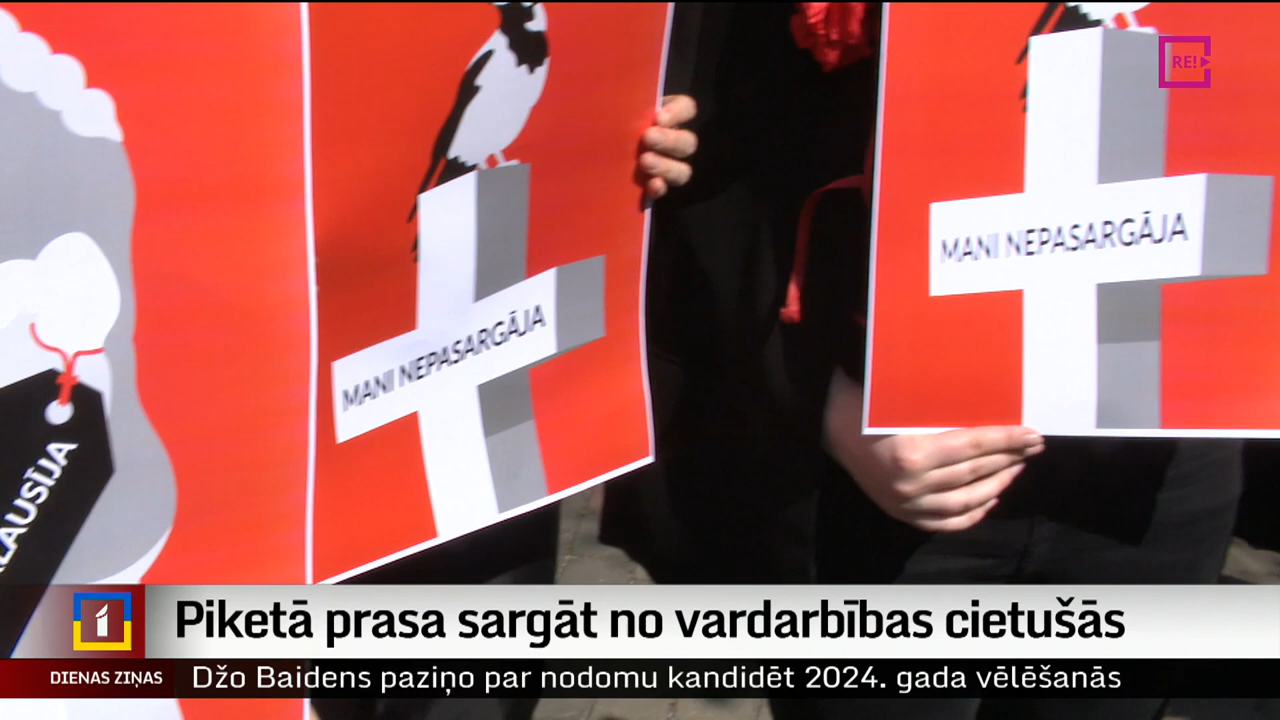 RE!
MANI NEPASARGĀJA
MANI NEPASARGĀJA
1
Piketā prasa sargāt no vardarbības cietušās
DIENAS ZIŅAS
Džo Baidens paziņo par nodomu kandidēt 2024. gada vēlēšanās